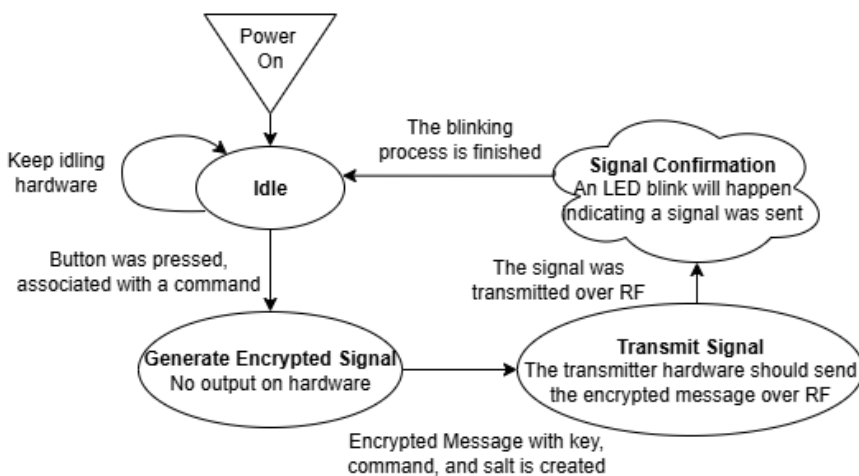 Power
On
The blinking
process is finished
Signal Confirmation
An LED blink will happen
indicating a signal was sent
Keep idling
hardware
Idle
Button was pressed,
associated with a command
The signal was
transmitted over RF
Generate Encrypted Signal
No output on hardware
Transmit Signal
The transmitter hardware should send
the encrypted message over RF
Encrypted Message with key,
command, and salt is created